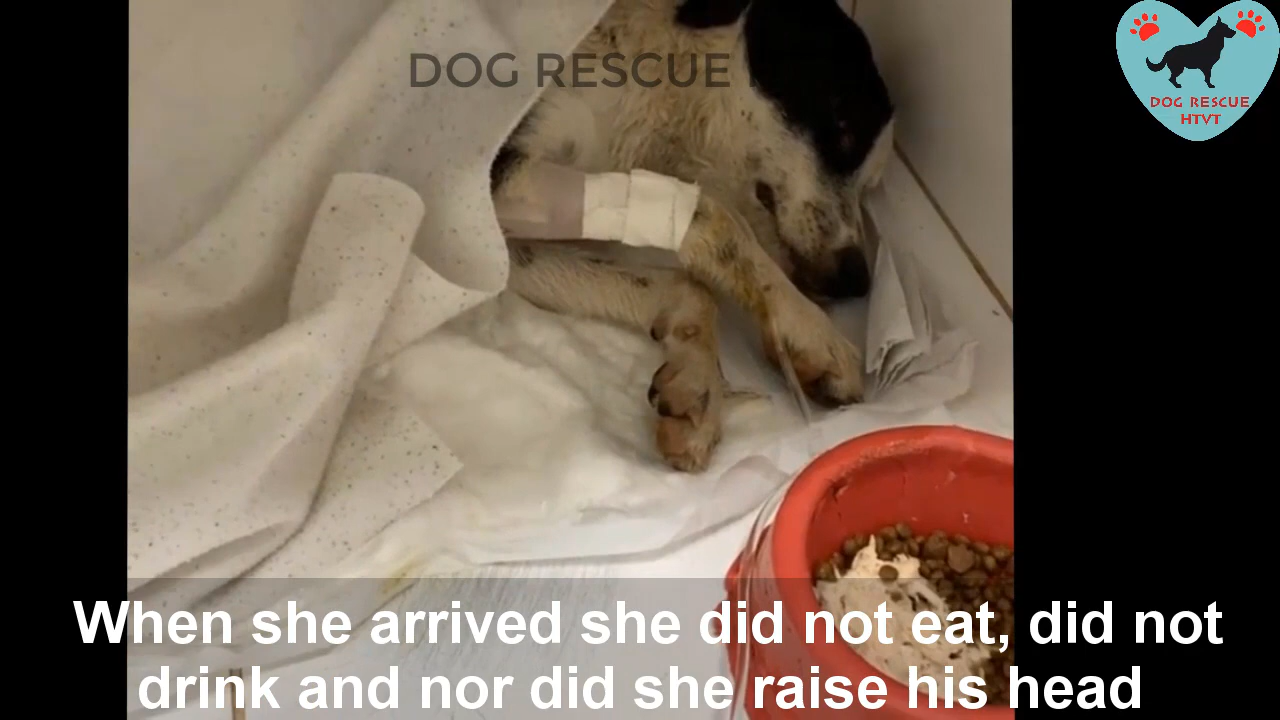 DOG RESCUE
DOG RESCUE
HTVT
When she arrived she did not eat, did not
drink and nor did she raise his head